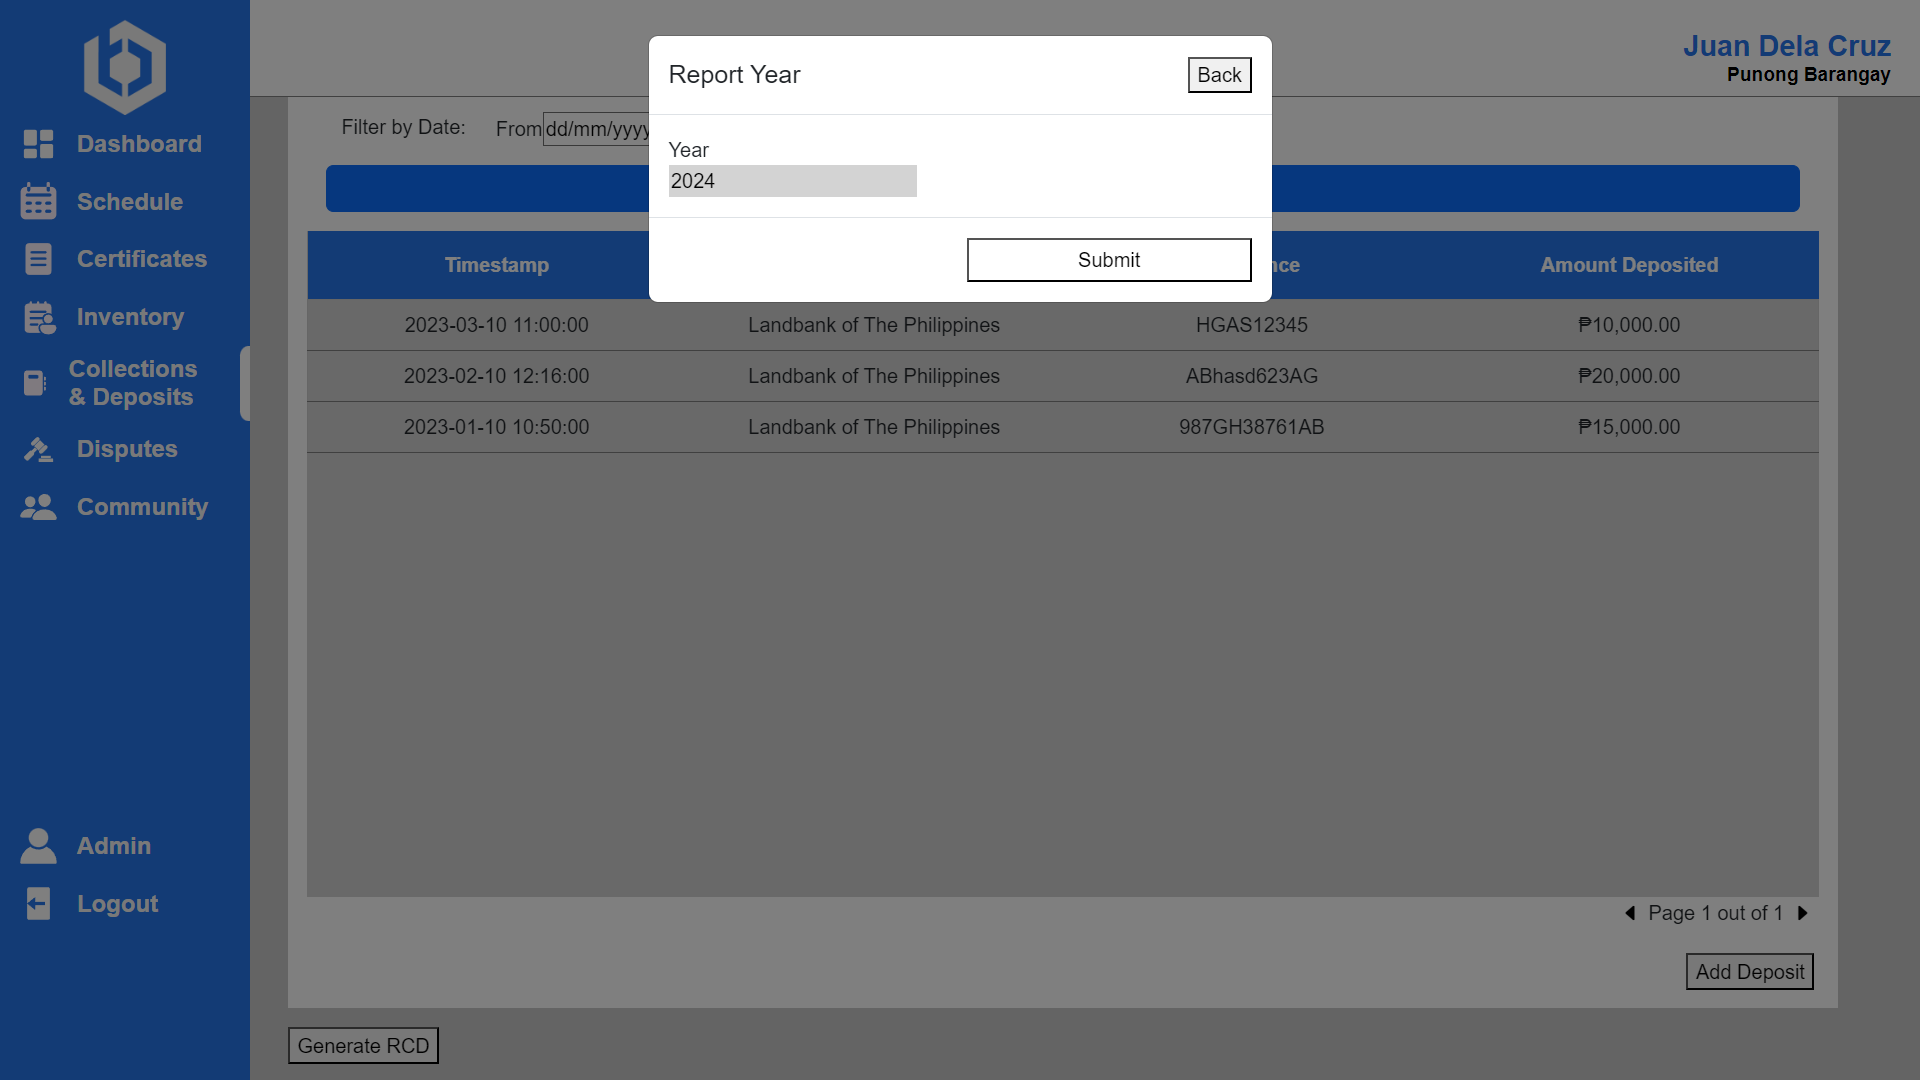 Juan Dela Cruz
Punong Barangay
Dashboard
Schedule
Certificates
Inventory
Collections
& Deposits
Disputes
Community
Admin
Logout
Report Year
Back
Year
2024
Submit
Filter by Date: From dd/mm/yyyy
Timestamp Amount Deposited
2023-03-10 11:00:00 Landbank of The Philippines HGAS12345 ₱10,000.00
2023-02-10 12:16:00 Landbank of The Philippines ABhasd623AG ₱20,000.00
2023-01-10 10:50:00 Landbank of The Philippines 987GH38761AB ₱15,000.00
Page 1 out of 1
Add Deposit
Generate RCD